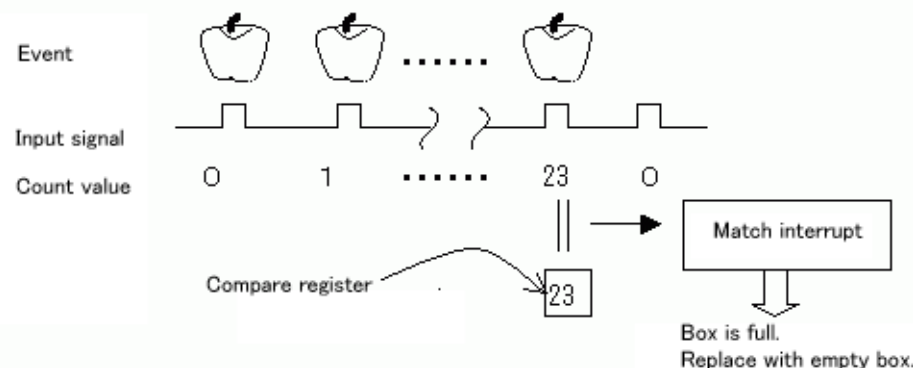 Event
Input signal
Count value 0 1 ...... 23 0
Match interrupt
Compare register 23
Box is full.
Replace with empty box.